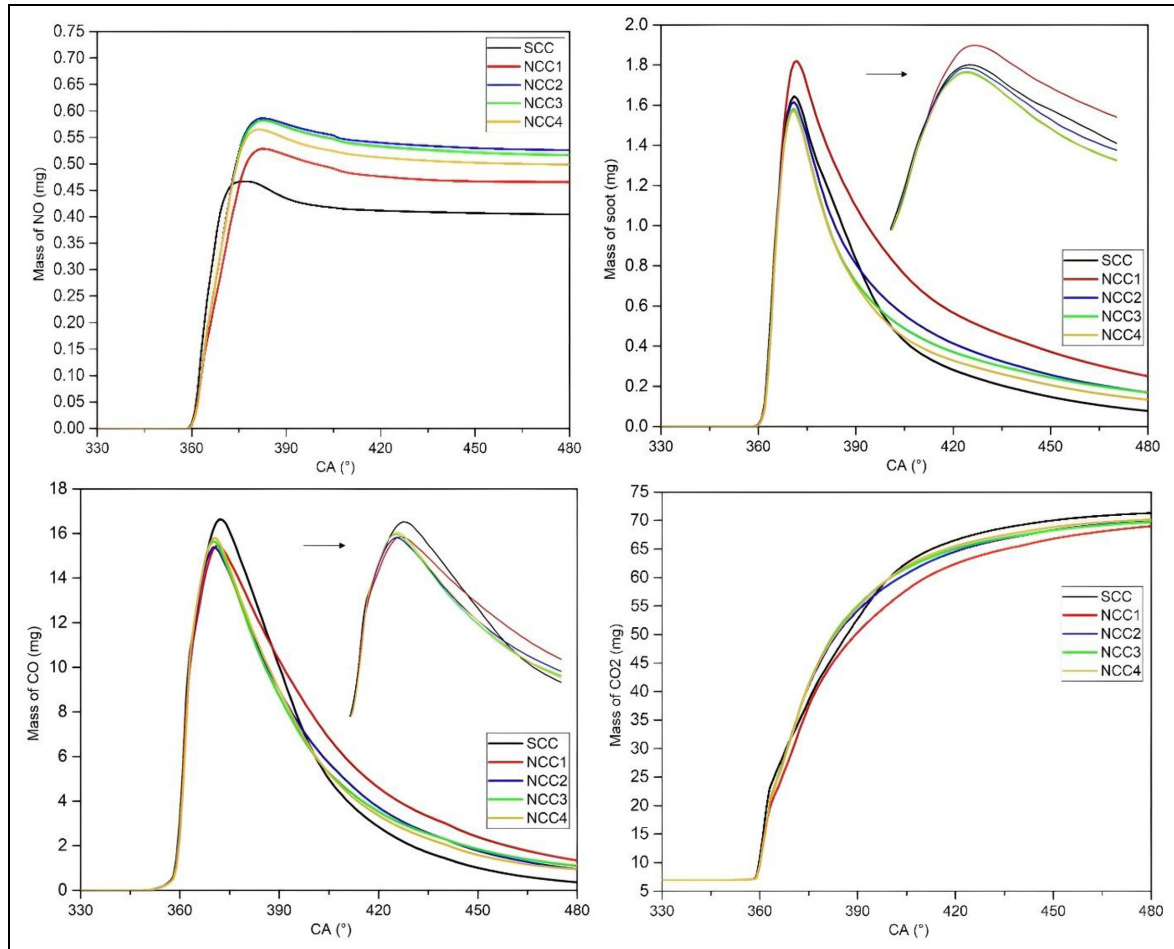 0.75
0.70
0.65
0.60
0.55
0.50
0.45
0.40
0.35
0.30
0.25
0.20
0.15
0.10
0.05
0.00
Mass of NO (mg)
330
360
390
420
450
480
CA (°)
SCC
NCC1
NCC2
NCC3
NCC4
2.0
1.8
1.6
1.4
1.2
1.0
0.8
0.6
0.4
0.2
0.0
Mass of soot (mg)
330
360
390
420
450
480
CA (°)
SCC
NCC1
NCC2
NCC3
NCC4
18
16
14
12
10
8
6
4
2
0
Mass of CO (mg)
330
360
390
420
450
480
CA (°)
SCC
NCC1
NCC2
NCC3
NCC4
75
70
65
60
55
50
45
40
35
30
25
20
15
10
5
Mass of CO2 (mg)
330
360
390
420
450
480
CA (°)
SCC
NCC1
NCC2
NCC3
NCC4